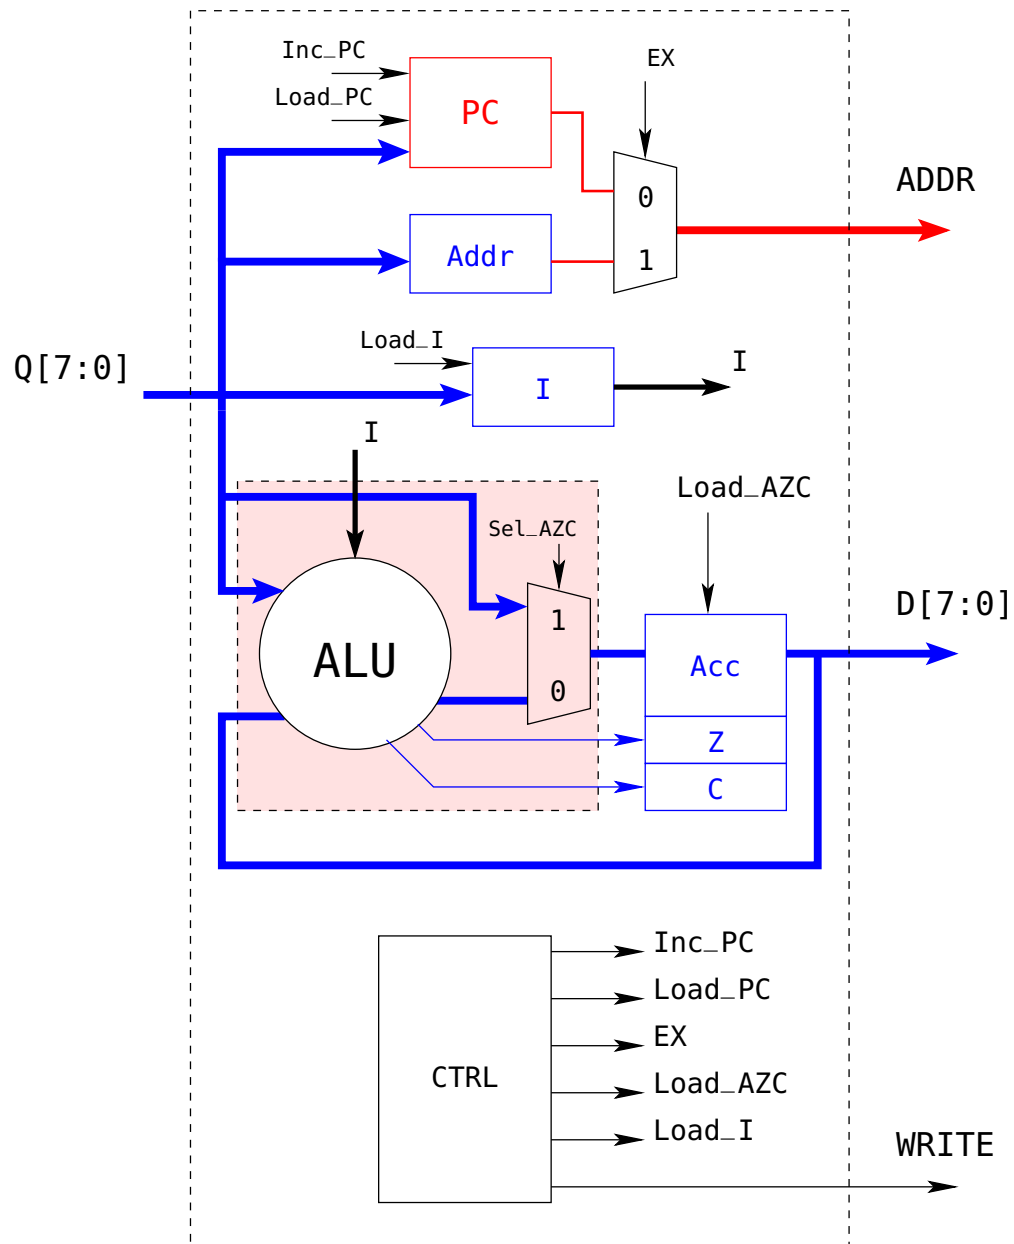 Inc_PC
EX
Load_PC
PC
ADDR
0
Addr
1
Load_I
Q[7:0]
I
I
I
Load_AZC
Sel_AZC
D[7:0]
1
ALU
Acc
0
Z
C
Inc_PC
Load_PC
EX
CTRL
Load_AZC
Load_I
WRITE